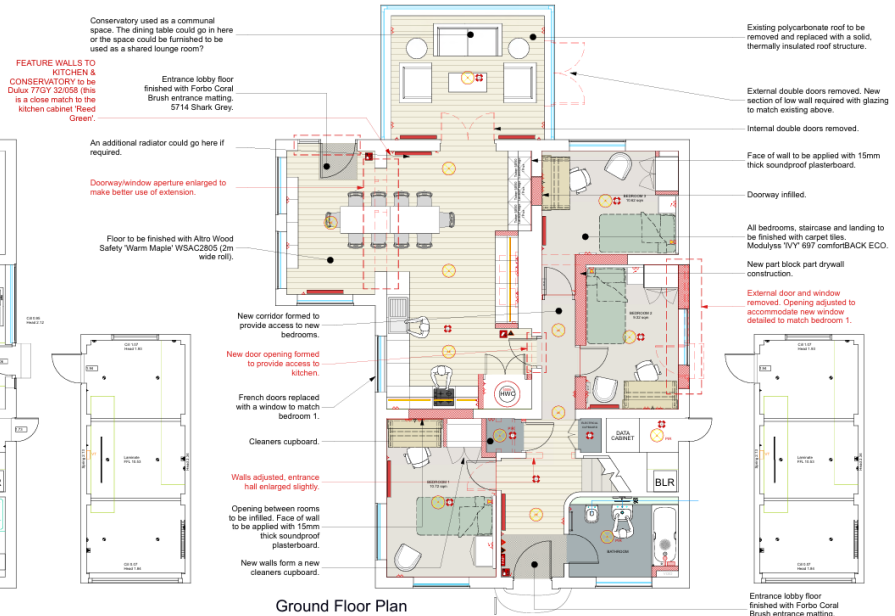 Conservatory used as a communal
space. The dining table could go in here
or the space could be furnished to be
used as a shared lounge room?
FEATURE WALLS TO
KITCHEN &
CONSERVATORY to be
Dulux 77GY 32/058 (this
is a close match to the
kitchen cabinet 'Reed
Green'.
Entrance lobby floor
finished with Forbo Coral
Brush entrance matting.
5714 Shark Grey.
An additional radiator could go here if
required.
Doorway/window aperture enlarged to
make better use of extension.
Floor to be finished with Altro Wood
Safety 'Warm Maple' WSAC2805 (2m
wide roll).
New corridor formed to
provide access to new
bedrooms.
New door opening formed
to provide access to
kitchen.
French doors replaced
with a window to match
bedroom 1.
Cleaners cupboard.
Walls adjusted, entrance
hall enlarged slightly.
Opening between rooms
to be infilled. Face of wall
to be applied with 15mm
thick soundproof
plasterboard.
New walls form a new
cleaners cupboard.
Existing polycarbonate roof to be
removed and replaced with a solid,
thermally insulated roof structure.
External double doors removed. New
section of low wall required with glazing
to match existing above.
Internal double doors removed.
Face of wall to be applied with 15mm
thick soundproof plasterboard.
Doorway infilled.
All bedrooms, staircase and landing to
be finished with carpet tiles.
Modulyss 'IVY' 697 comfortBACK ECO.
New part block part drywall
construction.
External door and window
removed. Opening adjusted to
accommodate new window
detailed to match bedroom 1.
Entrance lobby floor
finished with Forbo Coral
Brush entrance matting.
BEDROOM 3
BEDROOM 2
BEDROOM 1
HWC
DATA
CABINET
BLR
BATHROOM
Ground Floor Plan